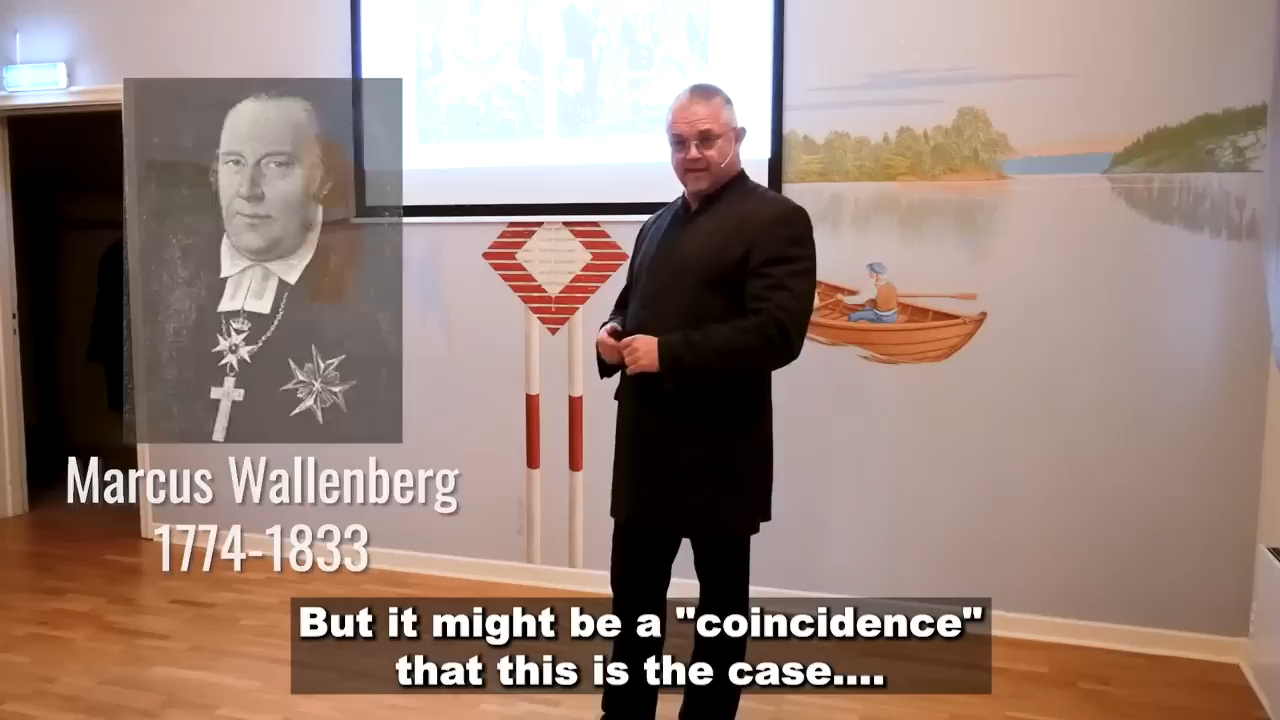 Marcus Wallenberg
1774-1833
But it might be a "coincidence"
that this is the case....